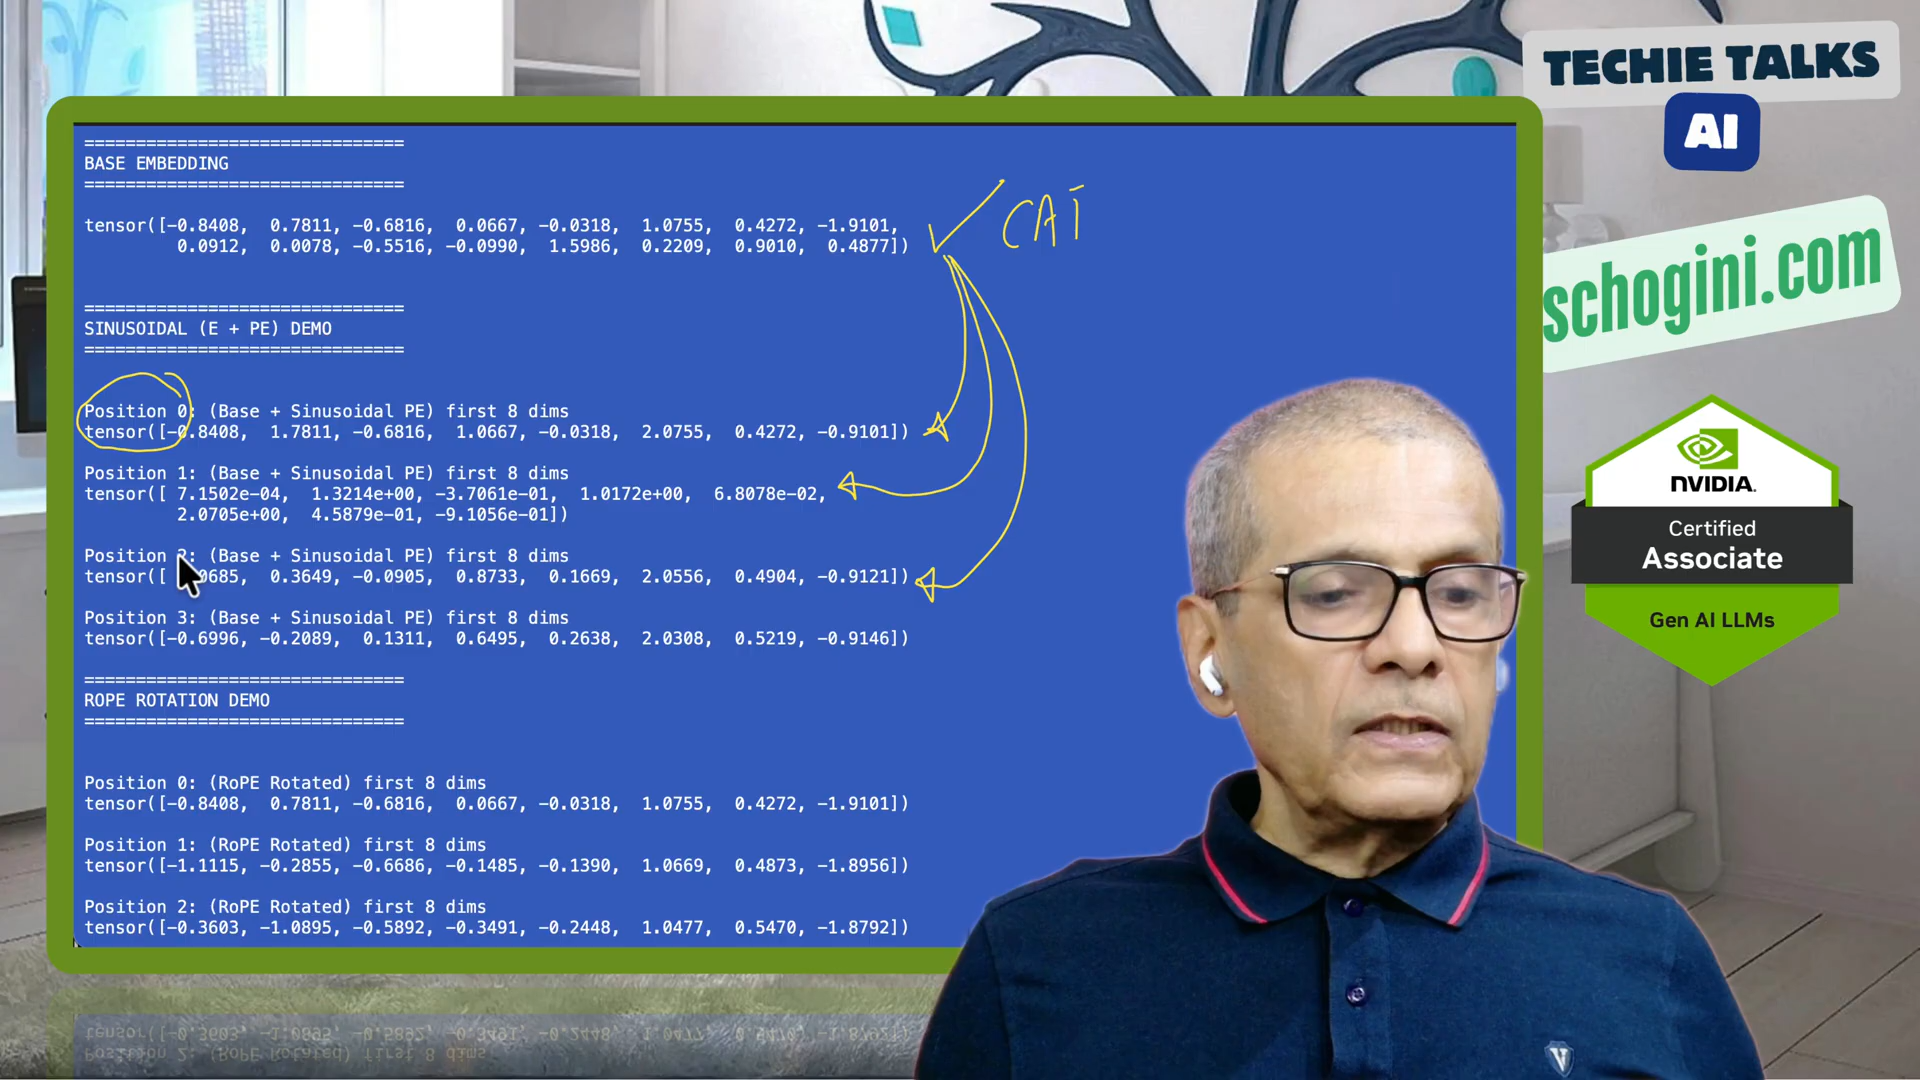 ==============================
BASE EMBEDDING
==============================
tensor([-0.8408, 0.7811, -0.6816, 0.0667, -0.0318, 1.0755, 0.4272, -1.9101,
0.0912, 0.0078, -0.5516, -0.0990, 1.5986, 0.2209, 0.9010, 0.4877])
CAT
==============================
SINUSOIDAL (E + PE) DEMO
==============================
Position 0: (Base + Sinusoidal PE) first 8 dims
tensor([-0.8408, 1.7811, -0.6816, 1.0667, -0.0318, 2.0755, 0.4272, -0.9101])
Position 1: (Base + Sinusoidal PE) first 8 dims
tensor([ 7.1502e-04, 1.3214e+00, -3.7061e-01, 1.0172e+00, 6.8078e-02,
2.0705e+00, 4.5879e-01, -9.1056e-01])
Position 2: (Base + Sinusoidal PE) first 8 dims
tensor([ 0.3649, -0.0905, 0.8733, 0.1669, 2.0556, 0.4904, -0.9121])
Position 3: (Base + Sinusoidal PE) first 8 dims
tensor([-0.6996, -0.2089, 0.1311, 0.6495, 0.2638, 2.0308, 0.5219, -0.9146])
==============================
ROPE ROTATION DEMO
==============================
Position 0: (RoPE Rotated) first 8 dims
tensor([-0.8408, 0.7811, -0.6816, 0.0667, -0.0318, 1.0755, 0.4272, -1.9101])
Position 1: (RoPE Rotated) first 8 dims
tensor([-1.1115, -0.2855, -0.6686, -0.1485, -0.1390, 1.0669, 0.4873, -1.8956])
Position 2: (RoPE Rotated) first 8 dims
tensor([-0.3603, -1.0895, -0.5892, -0.3491, -0.2448, 1.0477, 0.5470, -1.8792])
TECHIE TALKS
AI
schogini.com
NVIDIA.
Certified
Associate
Gen AI LLMs
V